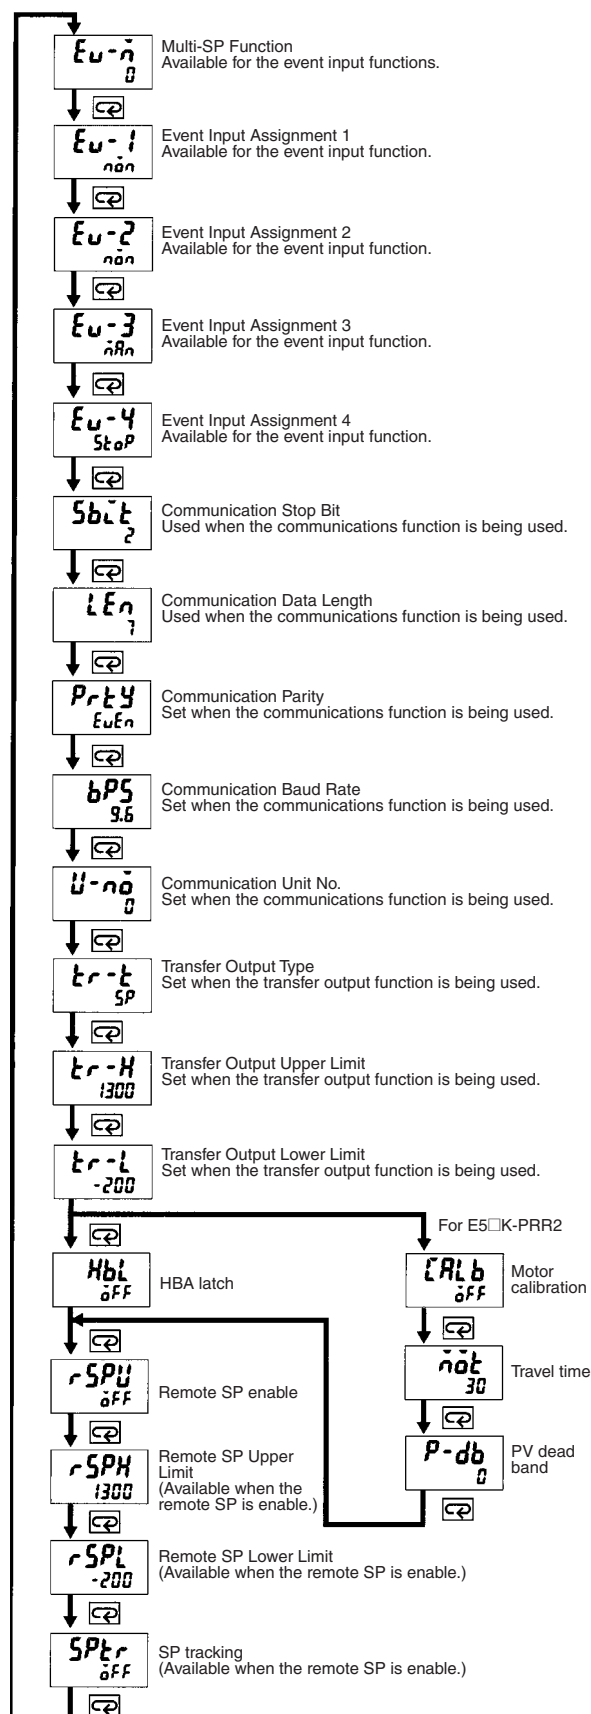 Eu-ñ
0
Multi-SP Function
Available for the event input functions.
Eu-1
non
Event Input Assignment 1
Available for the event input function.
Eu-2
non
Event Input Assignment 2
Available for the event input function.
Eu-3
ñAn
Event Input Assignment 3
Available for the event input function.
Eu-4
StoP
Event Input Assignment 4
Available for the event input function.
Sbit
2
Communication Stop Bit
Used when the communications function is being used.
LEn
7
Communication Data Length
Used when the communications function is being used.
PrtY
EuEn
Communication Parity
Set when the communications function is being used.
bPS
9.6
Communication Baud Rate
Set when the communications function is being used.
U-no
0
Communication Unit No.
Set when the communications function is being used.
tr-t
SP
Transfer Output Type
Set when the transfer output function is being used.
tr-H
1300
Transfer Output Upper Limit
Set when the transfer output function is being used.
tr-L
-200
Transfer Output Lower Limit
Set when the transfer output function is being used.
For E5□K-PRR2
HbL
oFF
HBA latch
CALb
oFF
Motor
calibration
ñot
30
Travel time
rSPU
oFF
Remote SP enable
P-db
0
PV dead
band
rSPH
1300
Remote SP Upper
Limit
(Available when the
remote SP is enable.)
rSPL
-200
Remote SP Lower Limit
(Available when the remote SP is enable.)
SPtr
oFF
SP tracking
(Available when the remote SP is enable.)